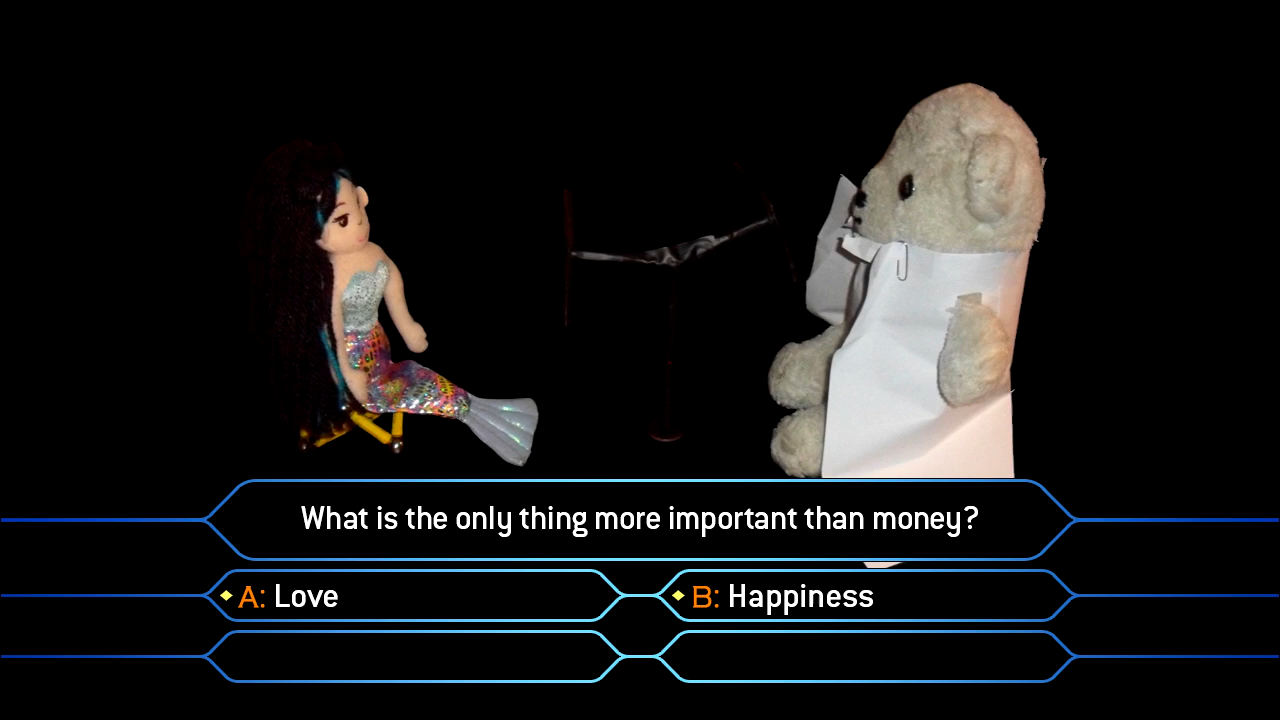 What is the only thing more important than money?
A: Love
B: Happiness